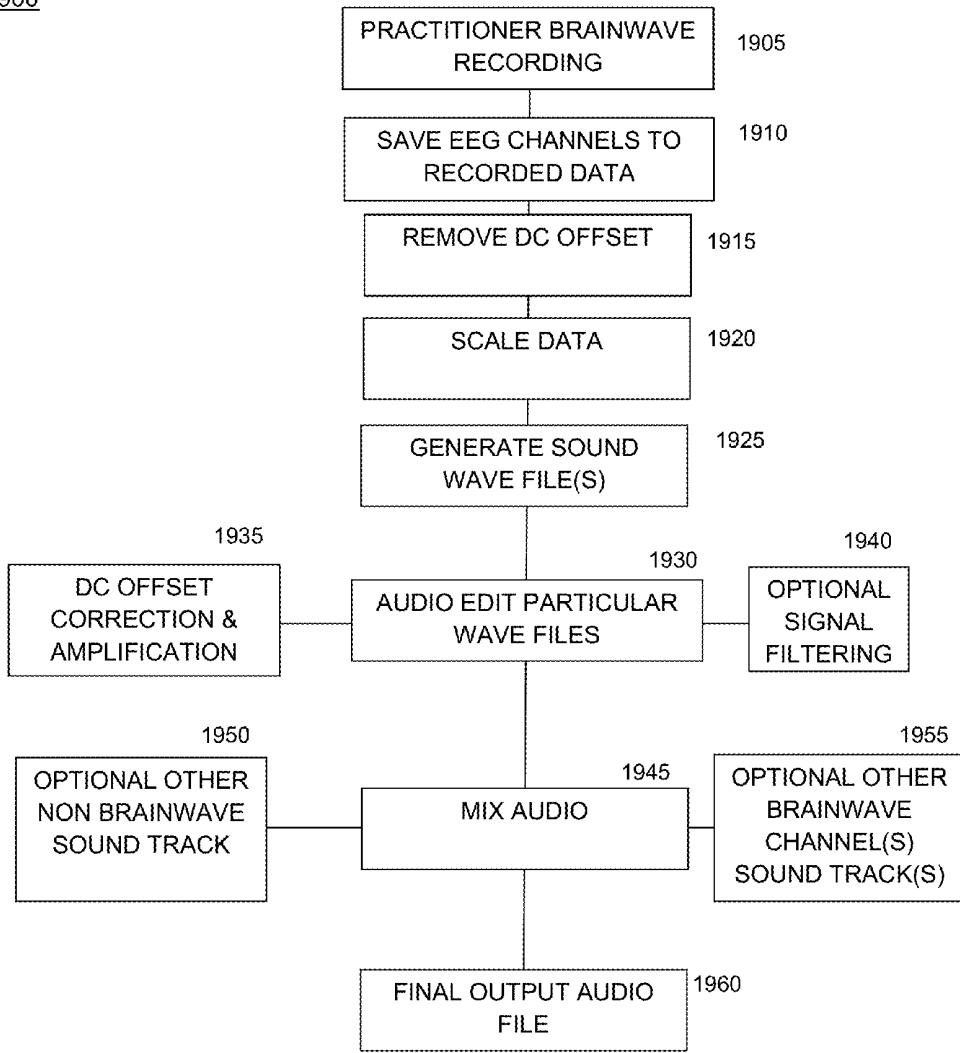 PRACTITIONER BRAINWAVE
RECORDING
1905
SAVE EEG CHANNELS TO
RECORDED DATA
1910
REMOVE DC OFFSET
1915
SCALE DATA
1920
GENERATE SOUND
WAVE FILE(S)
1925
1935
DC OFFSET
CORRECTION &
AMPLIFICATION
1930
AUDIO EDIT PARTICULAR
WAVE FILES
1940
OPTIONAL
SIGNAL
FILTERING
1950
OPTIONAL OTHER
NON BRAINWAVE
SOUND TRACK
1945
MIX AUDIO
1955
OPTIONAL OTHER
BRAINWAVE
CHANNEL(S)
SOUND TRACK(S)
FINAL OUTPUT AUDIO
FILE
1960